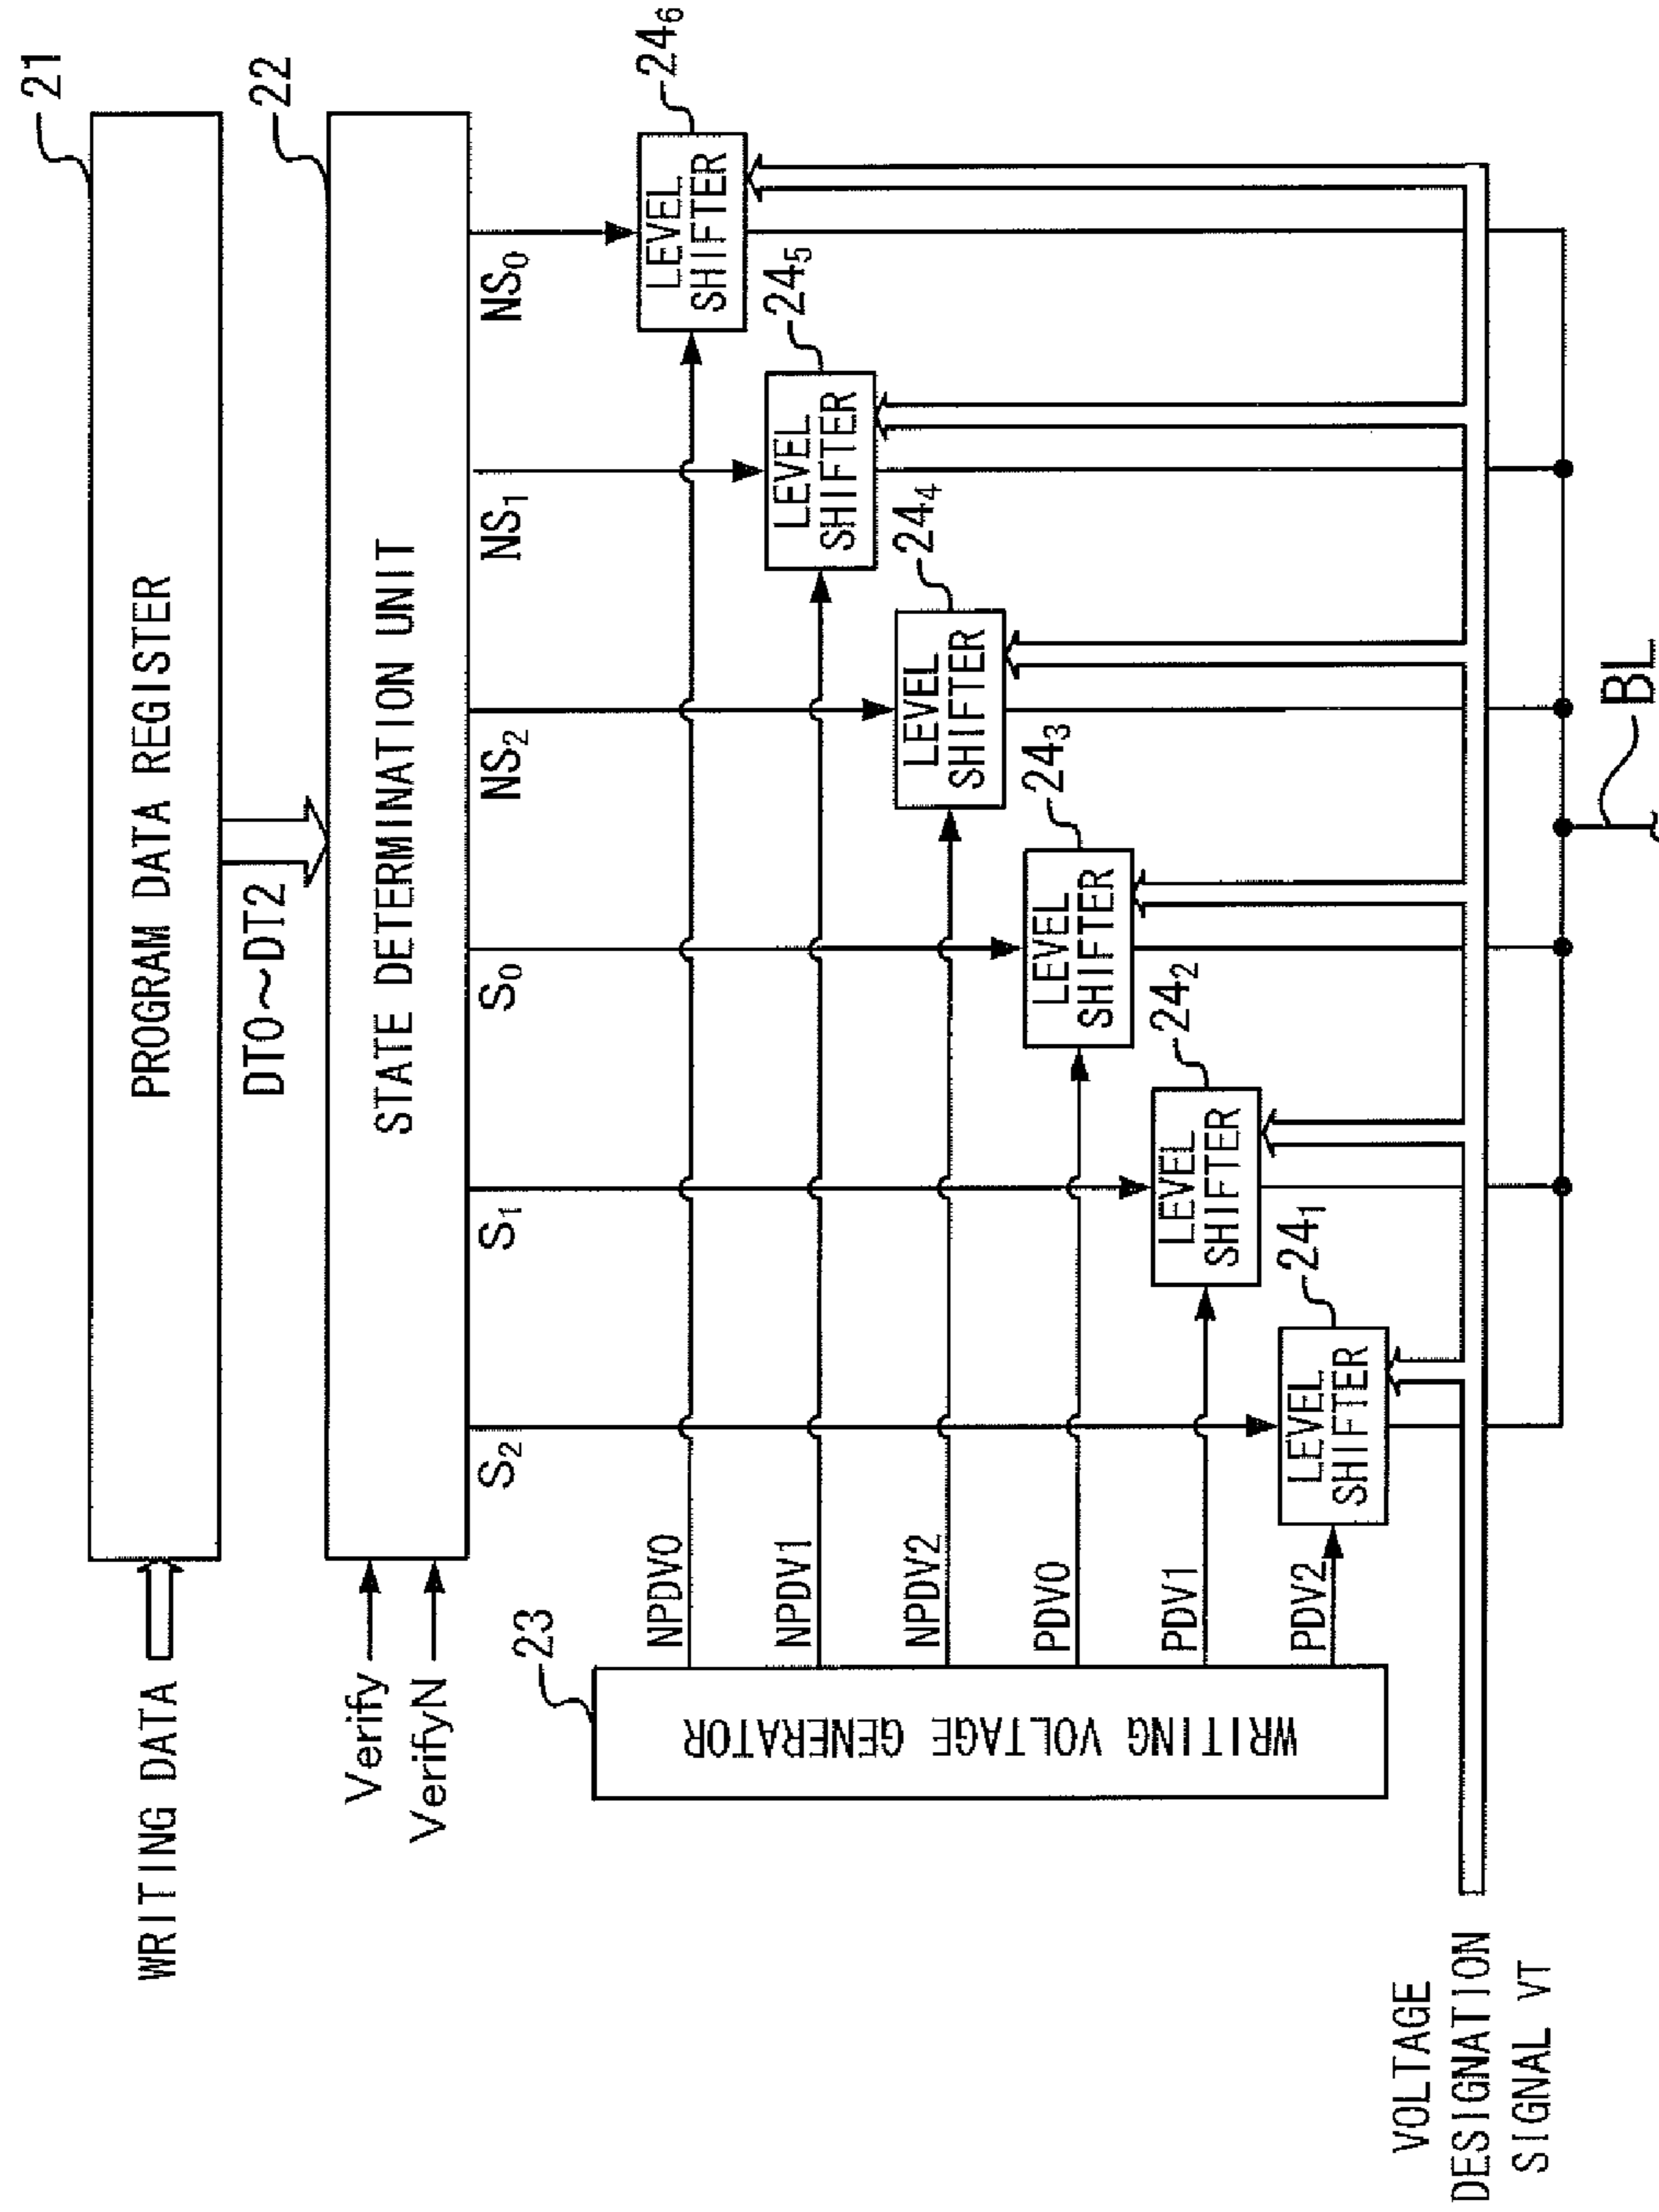 21
PROGRAM DATA REGISTER
WRITING DATA
DT0~DT2
22
STATE DETERMINATION UNIT
Verify
VerifyN
S₂
S₁
S₀
NS₂
NS₁
NS₀
23
WRITING VOLTAGE GENERATOR
NPDV0
NPDV1
NPDV2
PDV0
PDV1
PDV2
LEVEL
SHIFTER
24₆
LEVEL
SHIFTER
24₅
LEVEL
SHIFTER
24₄
LEVEL
SHIFTER
24₃
LEVEL
SHIFTER
24₂
LEVEL
SHIFTER
24₁
VOLTAGE
DESIGNATION
SIGNAL VT
BL